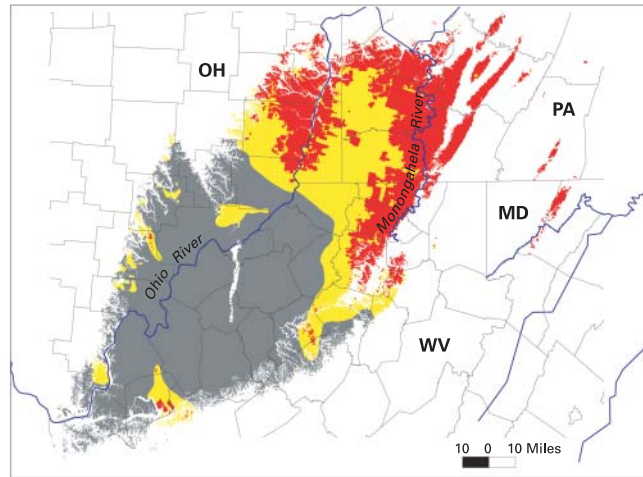 OH
PA
Monongahela River
MD
Ohio River
WV
10 0 10 Miles